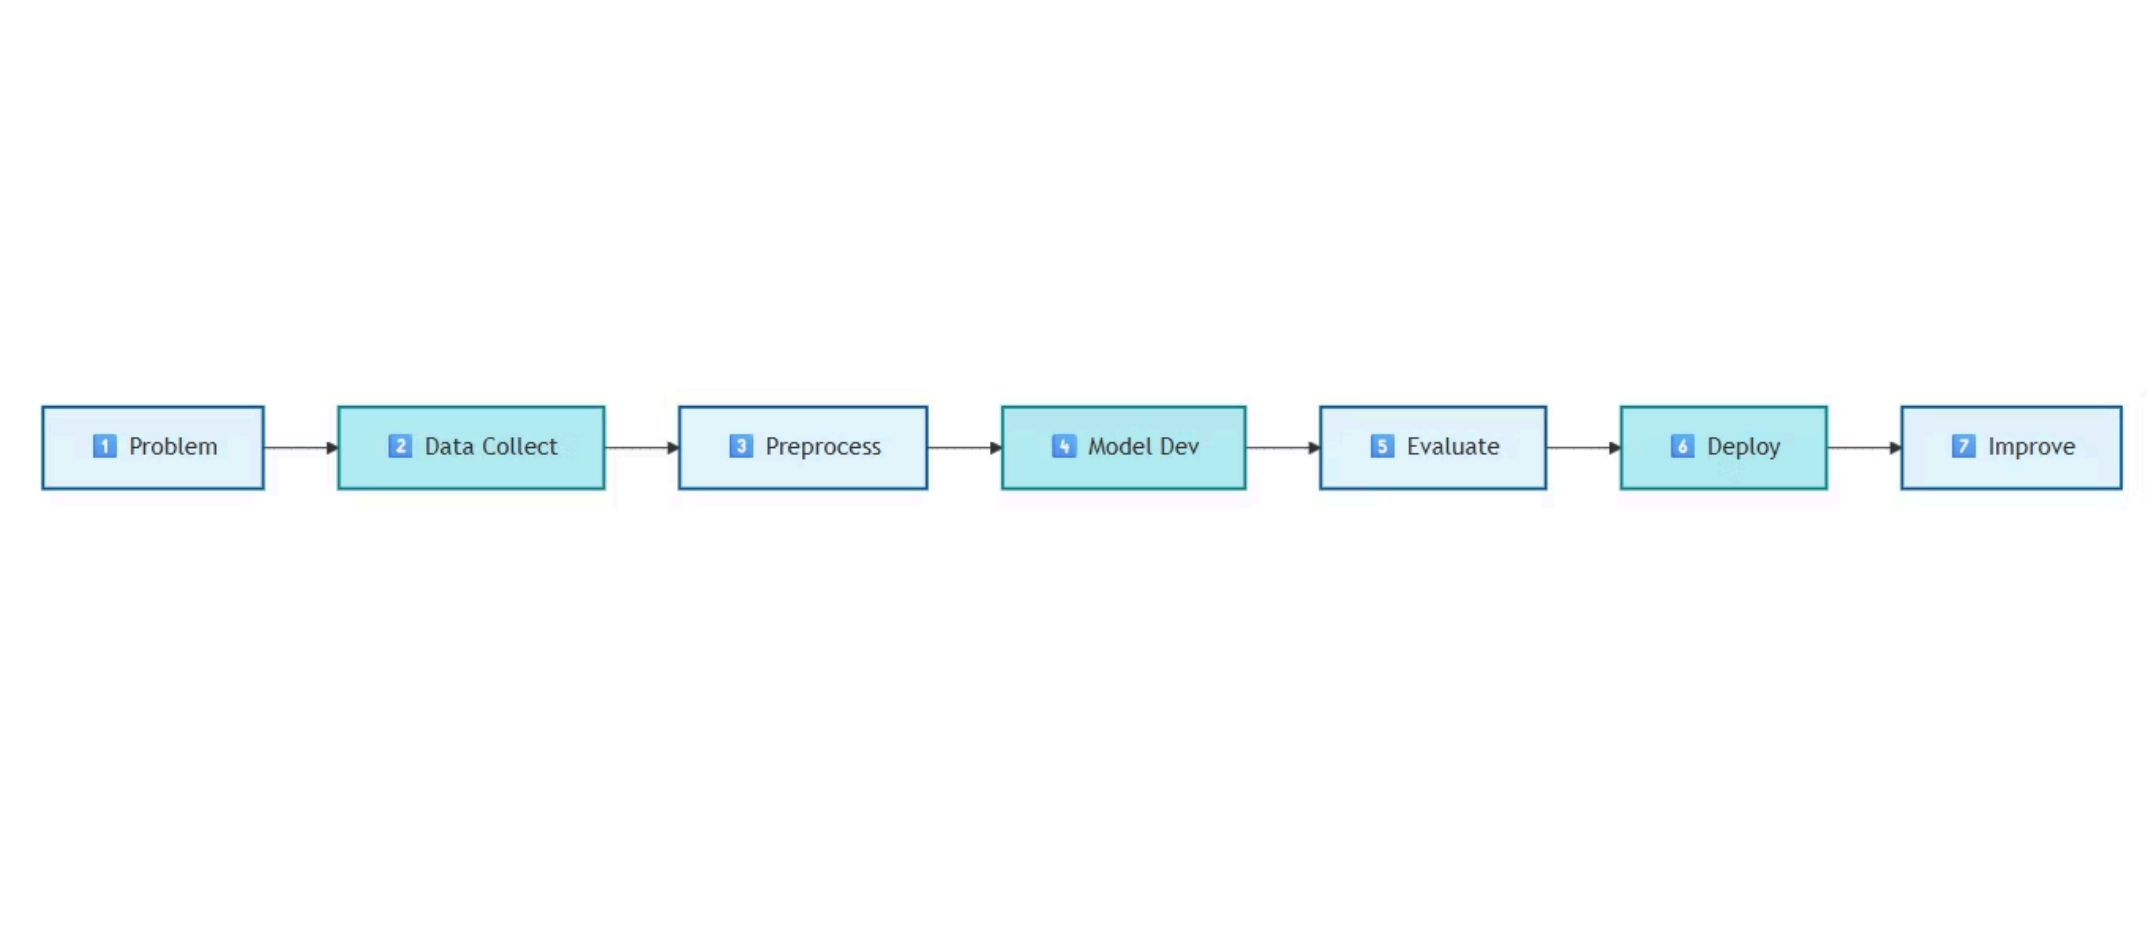 1 Problem
2 Data Collect
3 Preprocess
4 Model Dev
5 Evaluate
6 Deploy
7 Improve